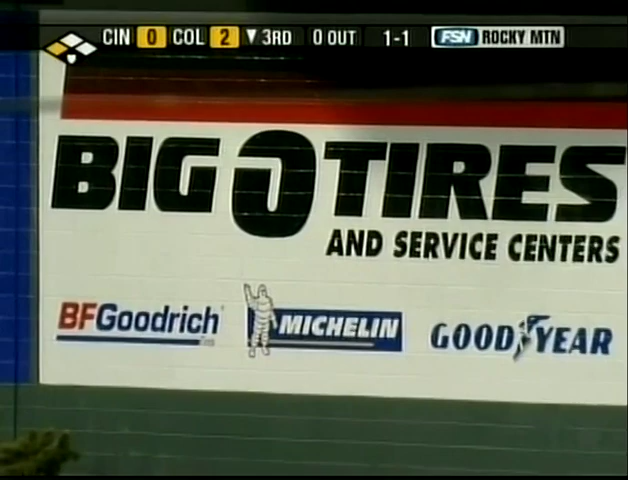 CIN 0 COL 2 ▼3RD 0 OUT 1-1 FSN ROCKY MTN
BIG O TIRES
AND SERVICE CENTERS
BFGoodrich MICHELIN GOODYEAR